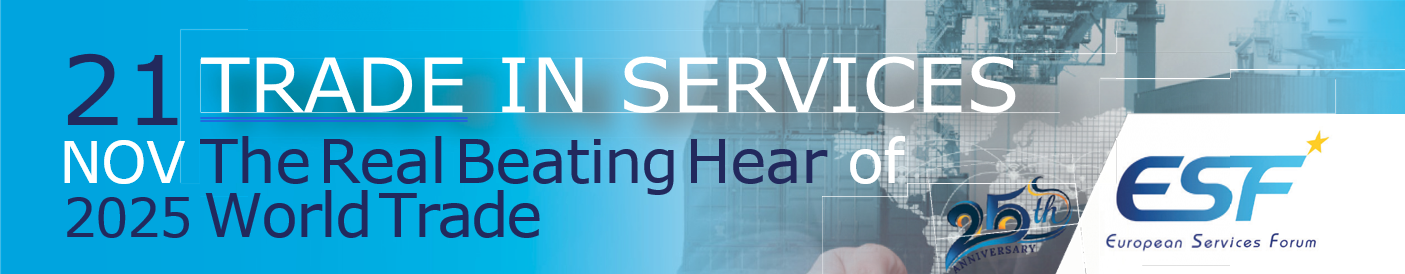 21 TRADE IN SERVICES
NOV The Real Beating Hear of
2025 World Trade
25th
ANNIVERSARY
ESF
European Services Forum